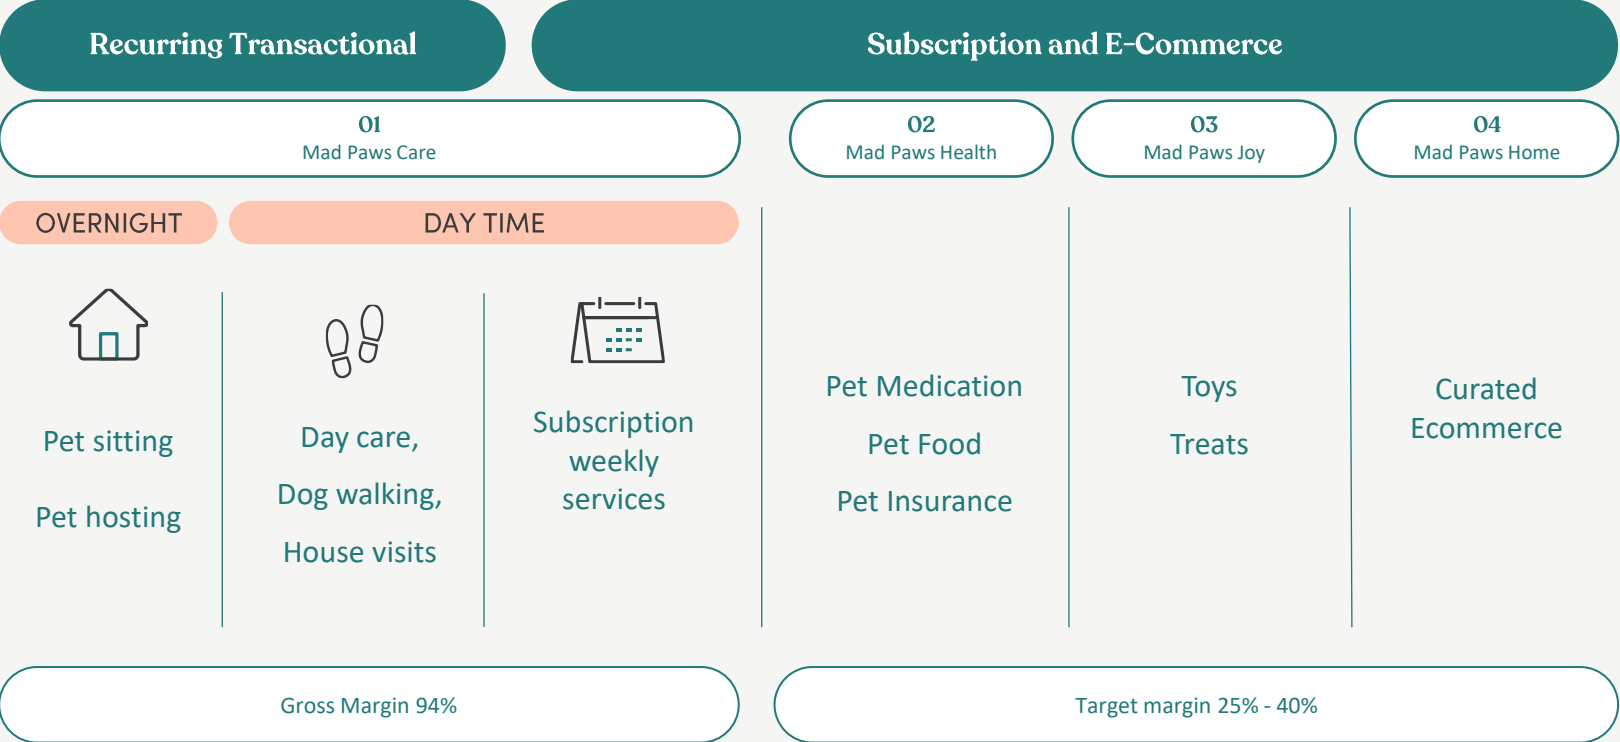 Recurring Transactional
Subscription and E-Commerce
01
Mad Paws Care
02
Mad Paws Health
03
Mad Paws Joy
04
Mad Paws Home
OVERNIGHT
DAY TIME
Pet sitting
Pet hosting
Day care,
Dog walking,
House visits
Subscription
weekly
services
Pet Medication
Pet Food
Pet Insurance
Toys
Treats
Curated
Ecommerce
Gross Margin 94%
Target margin 25% - 40%